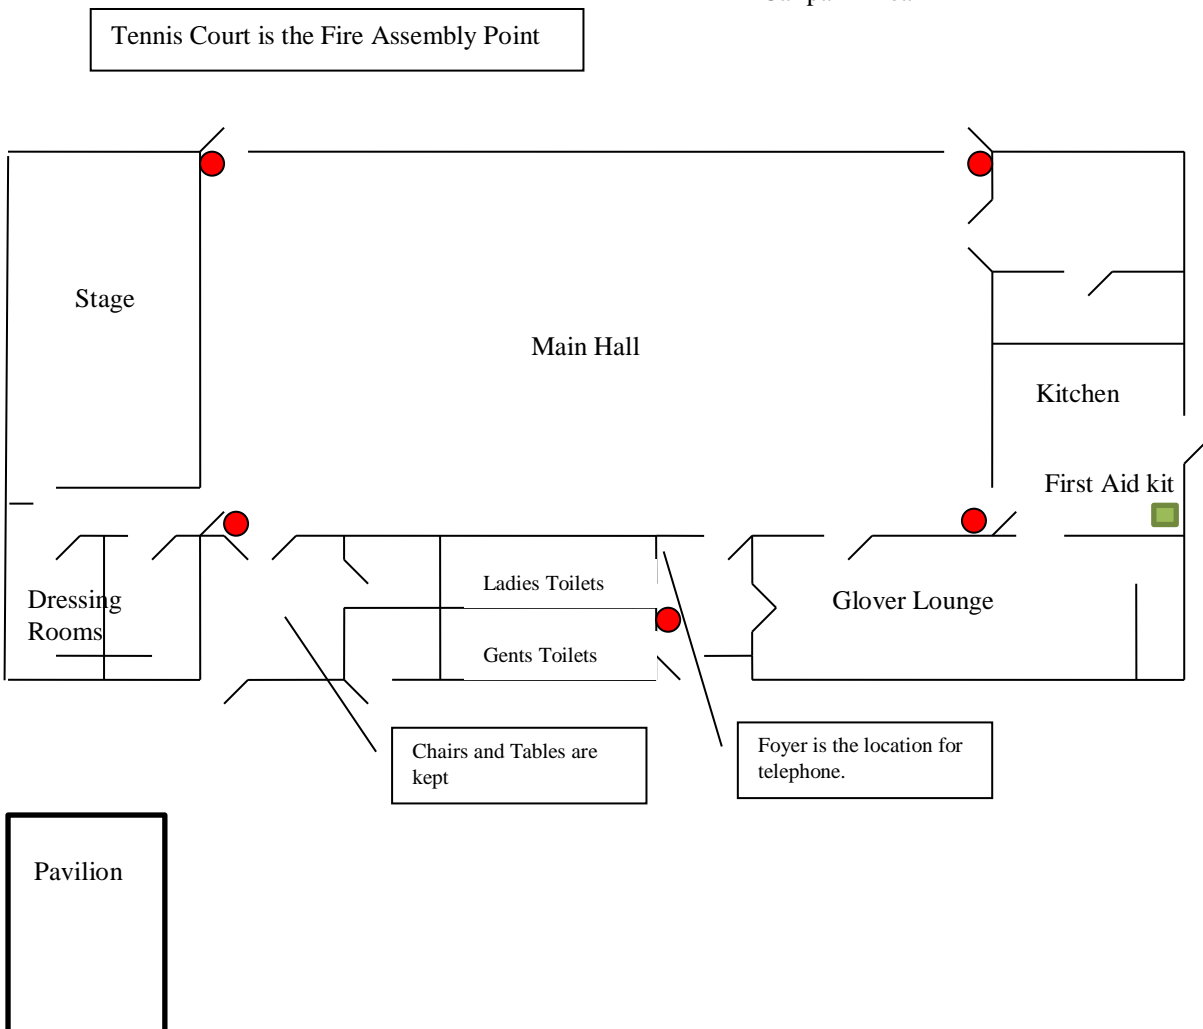 Tennis Court is the Fire Assembly Point
Stage
Main Hall
Kitchen
First Aid kit
Ladies Toilets
Dressing
Rooms
Glover Lounge
Gents Toilets
Chairs and Tables are
kept
Foyer is the location for
telephone.
Pavilion